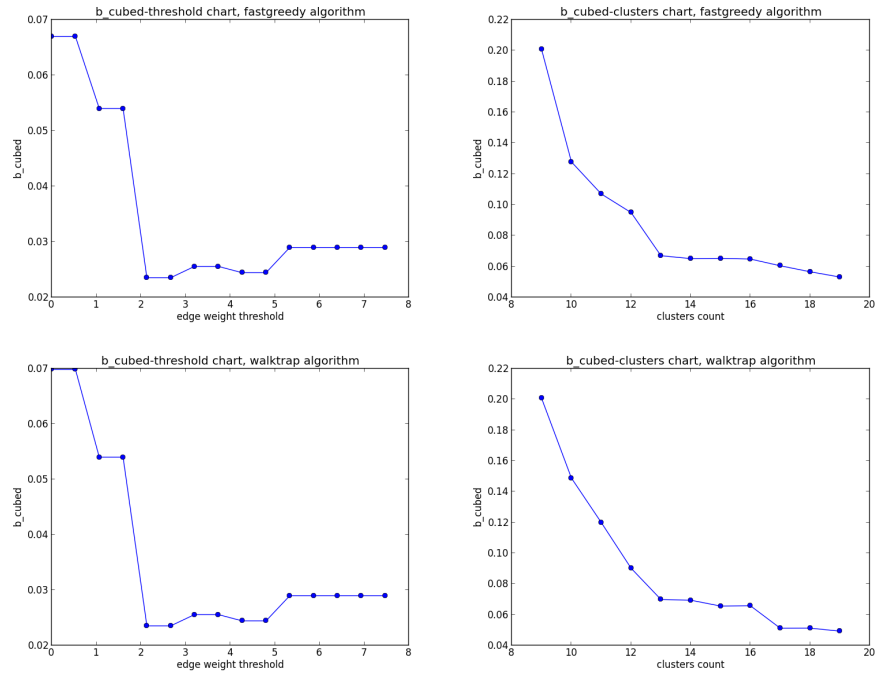 b_cubed-threshold chart, fastgreedy algorithm
0.07
0.06
0.05
0.04
0.03
0.02
b_cubed
0 1 2 3 4 5 6 7 8
edge weight threshold
b_cubed-clusters chart, fastgreedy algorithm
0.22
0.20
0.18
0.16
0.14
0.12
0.10
0.08
0.06
0.04
b_cubed
8 10 12 14 16 18 20
clusters count
b_cubed-threshold chart, walktrap algorithm
0.07
0.06
0.05
0.04
0.03
0.02
b_cubed
0 1 2 3 4 5 6 7 8
edge weight threshold
b_cubed-clusters chart, walktrap algorithm
0.22
0.20
0.18
0.16
0.14
0.12
0.10
0.08
0.06
0.04
b_cubed
8 10 12 14 16 18 20
clusters count